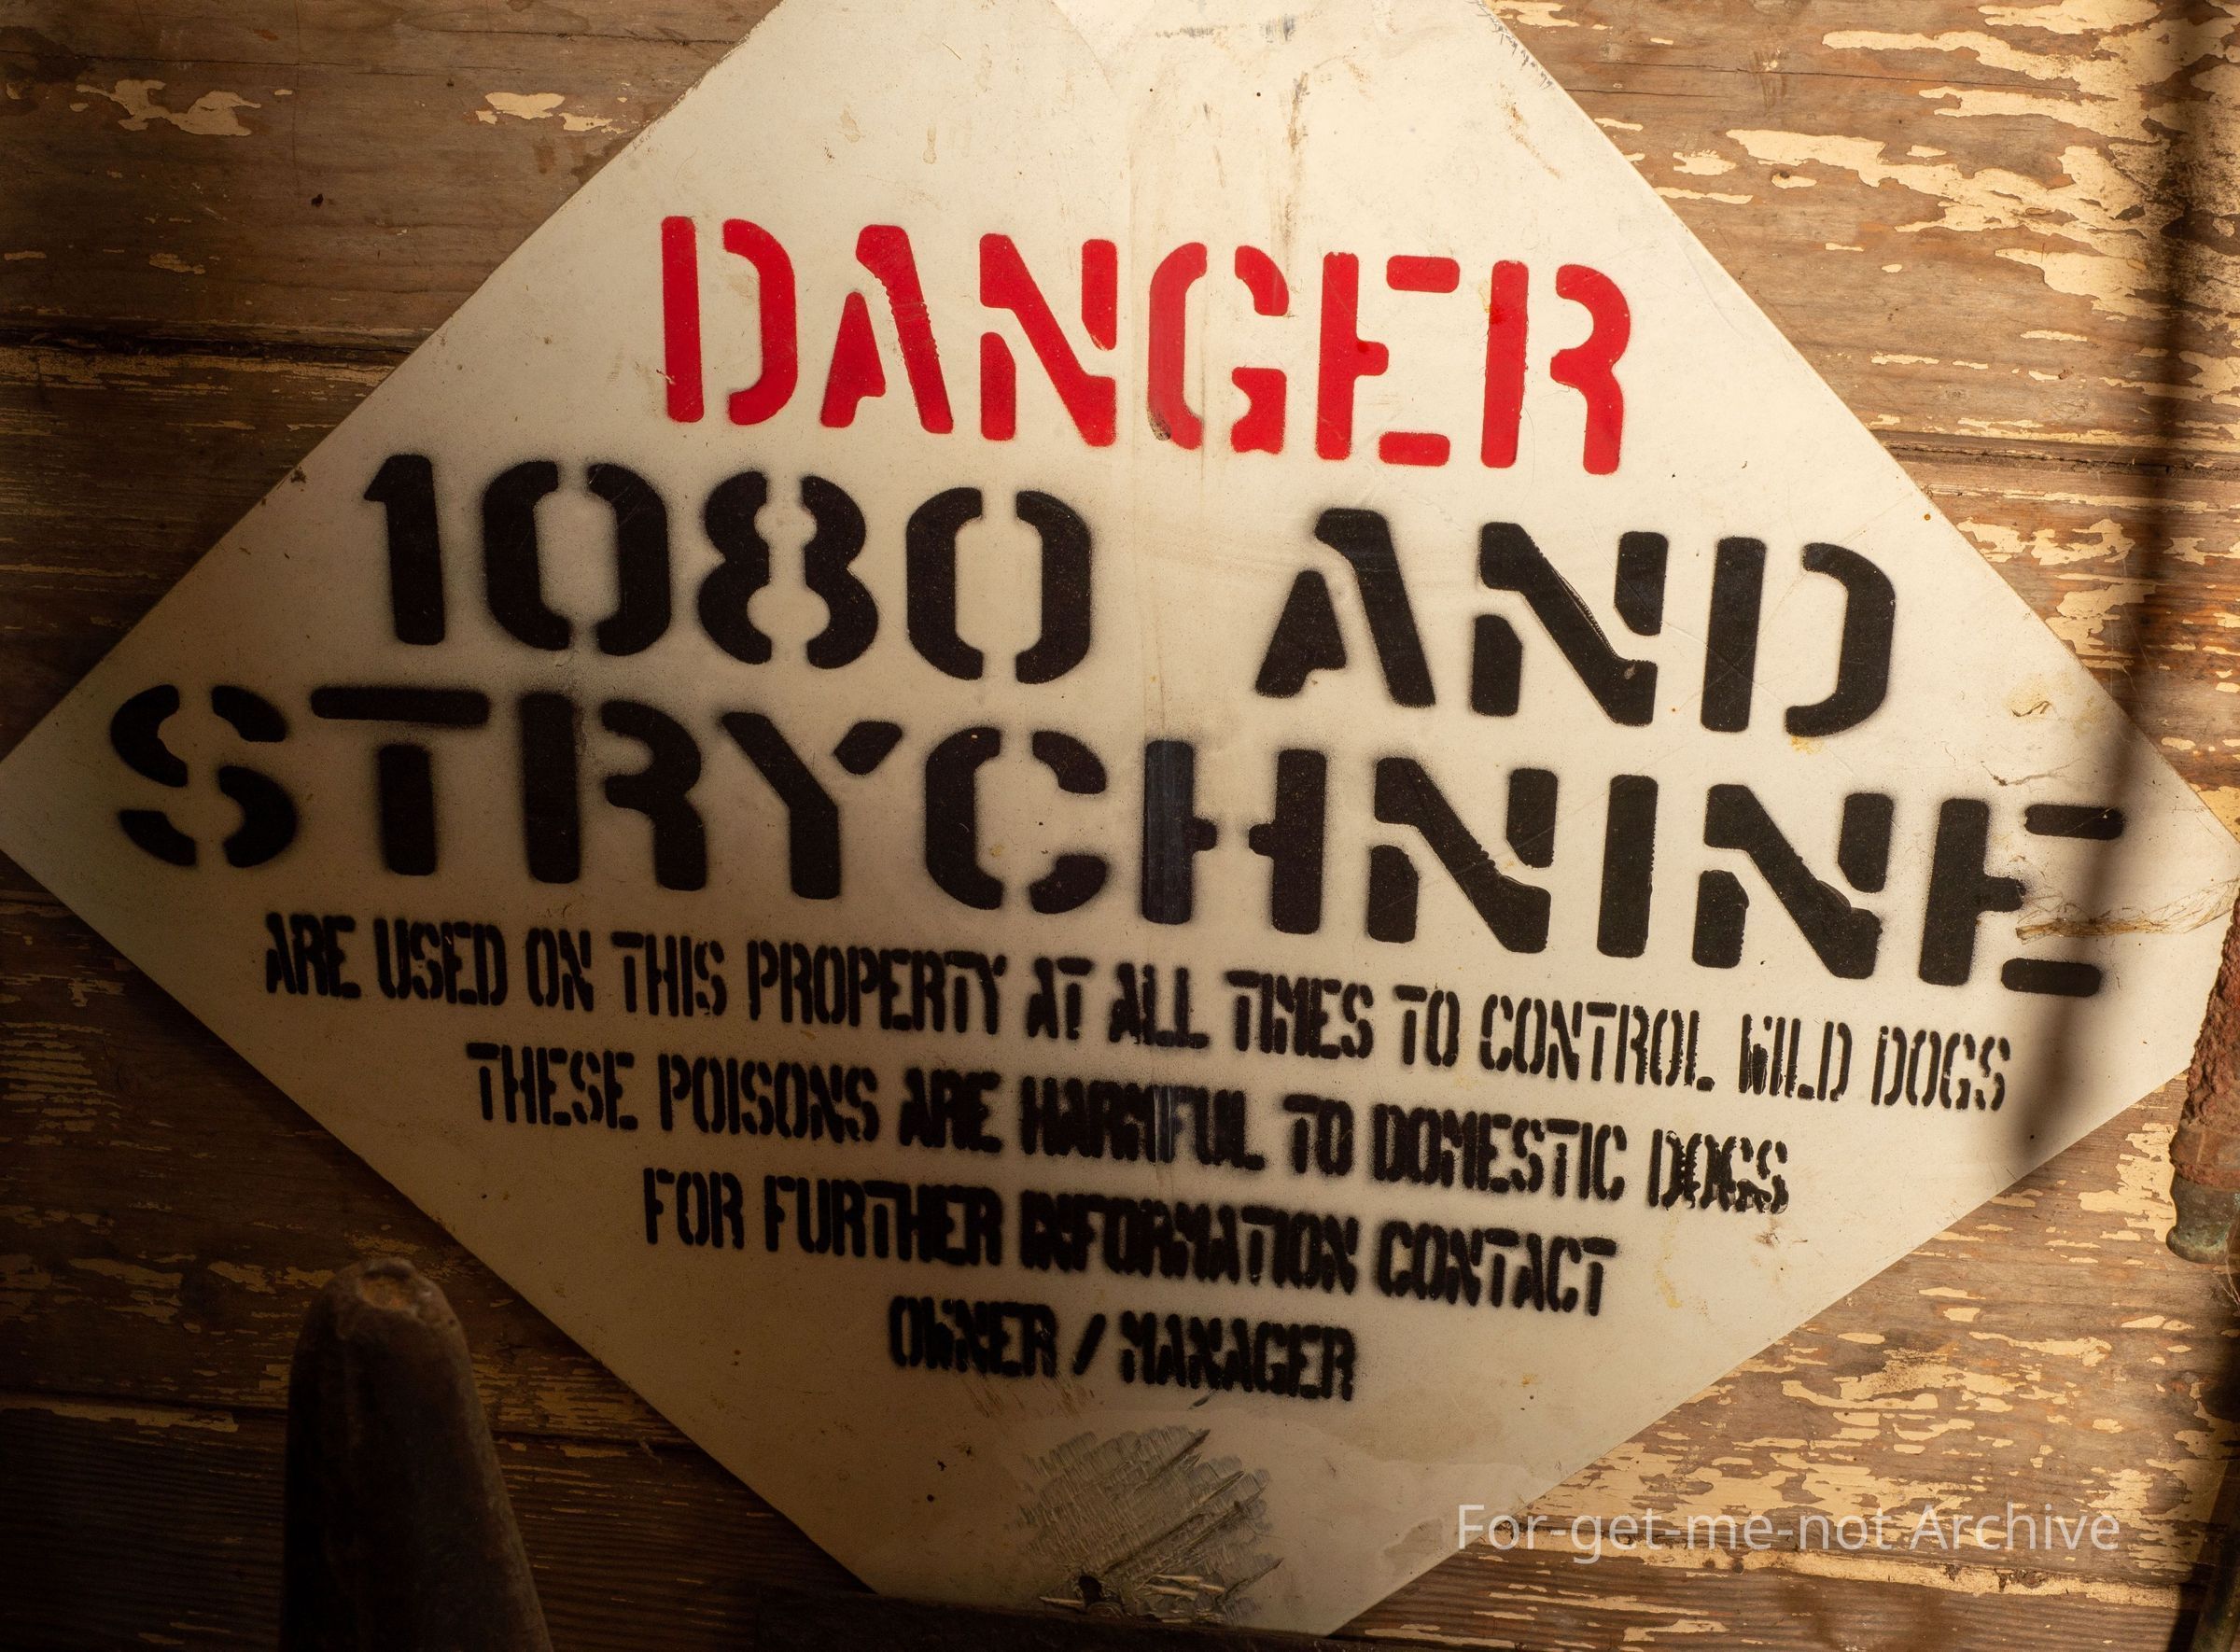 DANGER
1080 AND
STRYCHNINE
ARE USED ON THIS PROPERTY AT ALL TIMES TO CONTROL WILD DOGS
THESE POISONS ARE HARMFUL TO DOMESTIC DOGS
FOR FURTHER INFORMATION CONTACT
OWNER / MANAGER
For-get-me-not Archive